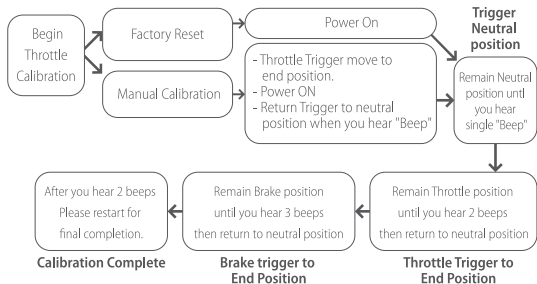 Begin
Throttle
Calibration
Factory Reset
Power On
Manual Calibration
- Throttle Trigger move to
end position.
- Power ON
- Return Trigger to neutral
position when you hear "Beep"
Trigger
Neutral
position
Remain Neutral
position until
you hear
single "Beep"
After you hear 2 beeps
Please restart for
final completion.
Calibration Complete
Remain Brake position
until you hear 3 beeps
then return to neutral position
Brake trigger to
End Position
Remain Throttle position
until you hear 2 beeps
then return to neutral position
Throttle Trigger to
End Position